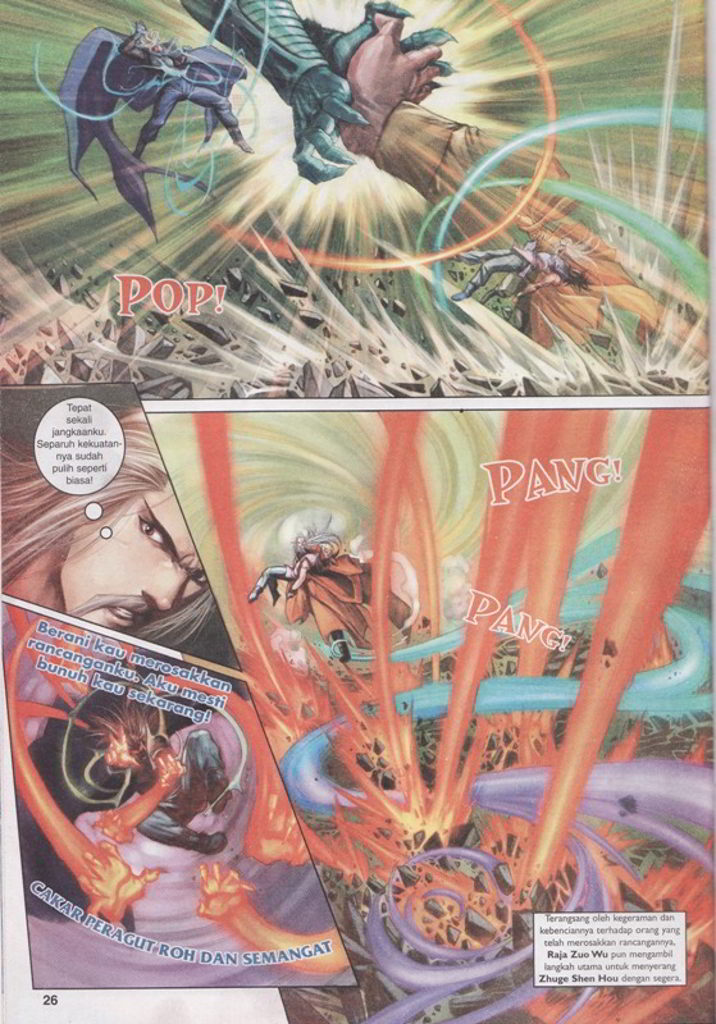 POP!
Tepat
sekali
jangkaanku.
Separuh kekuatan-
nya sudah
pulih seperti
biasa!
PANG!
PANG!
Berani kau merosakkan
rancanganku. Aku mesti
bunuh kau sekarang!
CAKAR PERAGUT ROH DAN SEMANGAT
Terangsang oleh kegeraman dan
kebenciannya terhadap orang yang
telah merosakkan rancangannya,
Raja Zuo Wu pun mengambil
langkah utama untuk menyerang
Zhuge Shen Hou dengan segera.
26